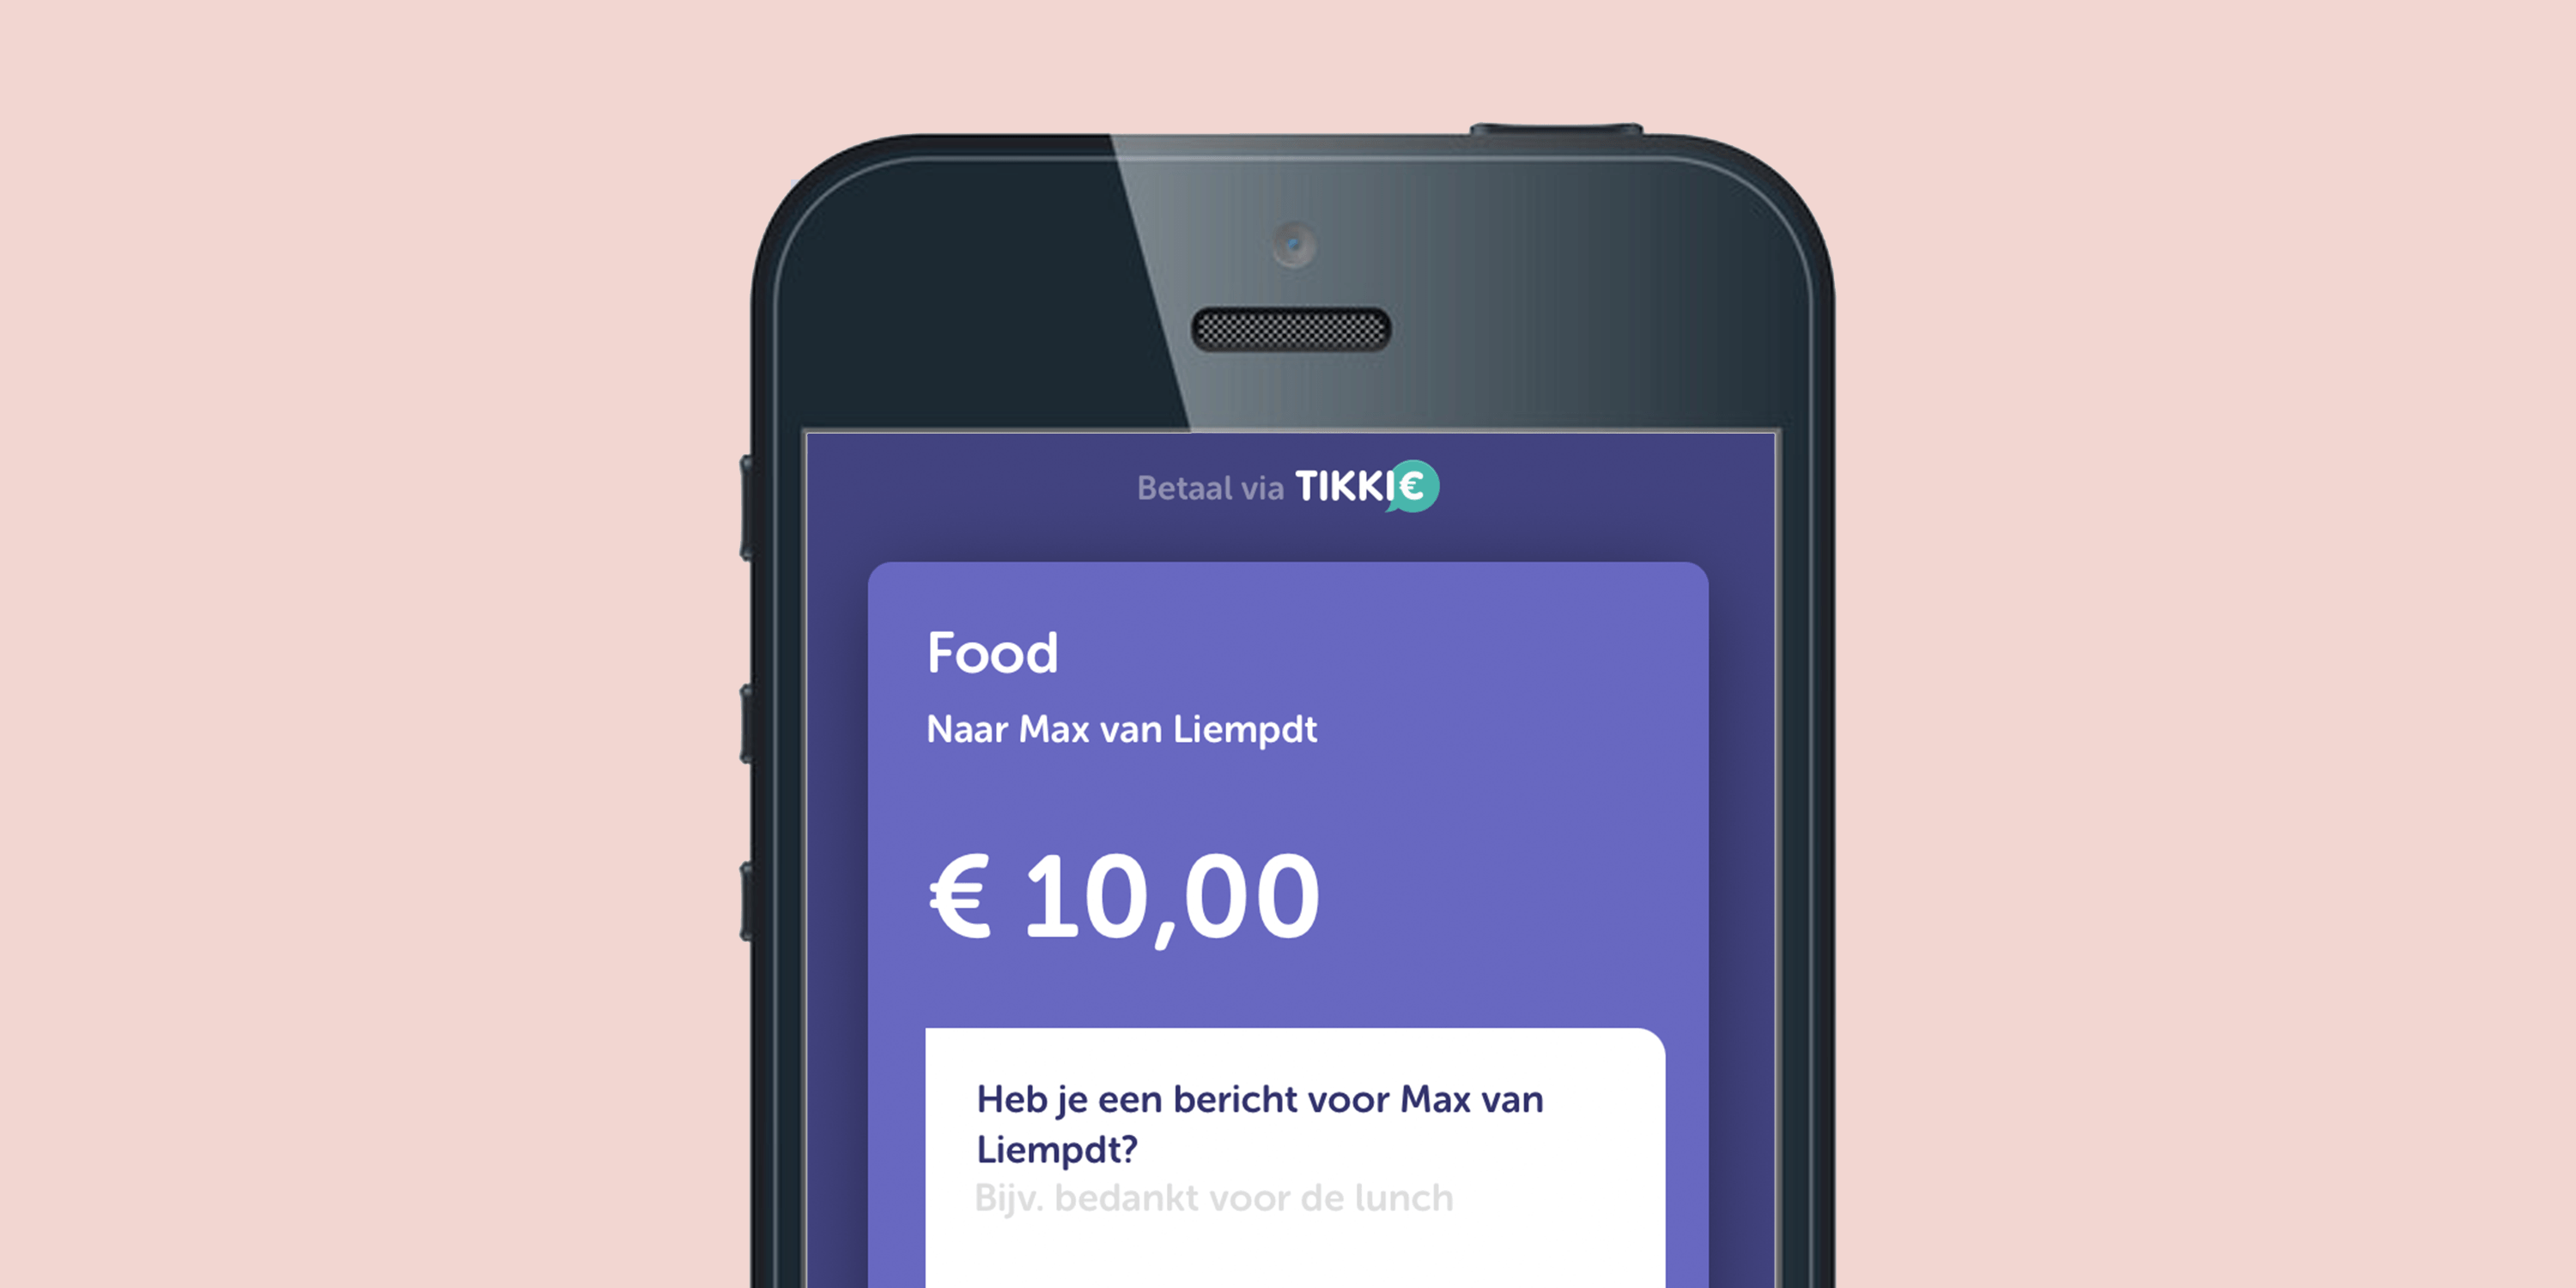 Betaal via TIKKI€
Food
Naar Max van Liempdt
€ 10,00
Heb je een bericht voor Max van
Liempdt?
Bijv. bedankt voor de lunch